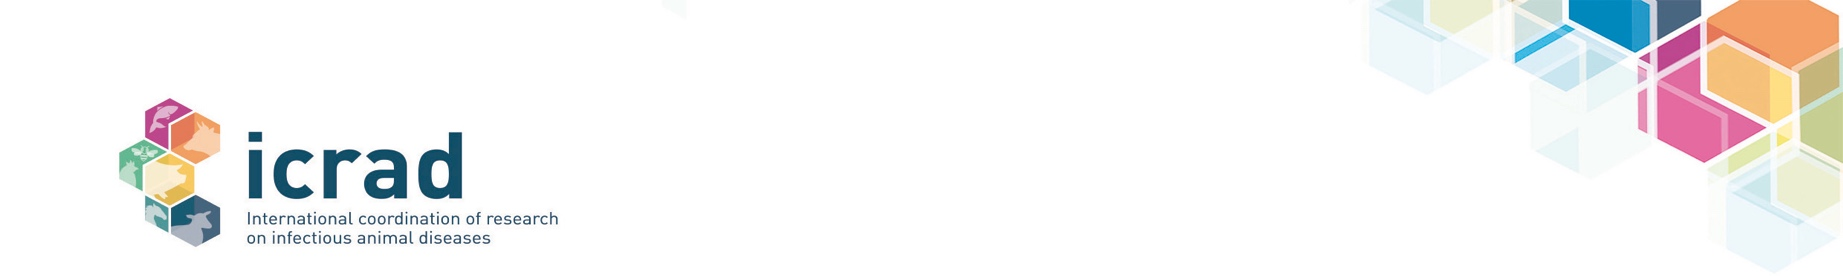 icrad
International coordination of research
on infectious animal diseases